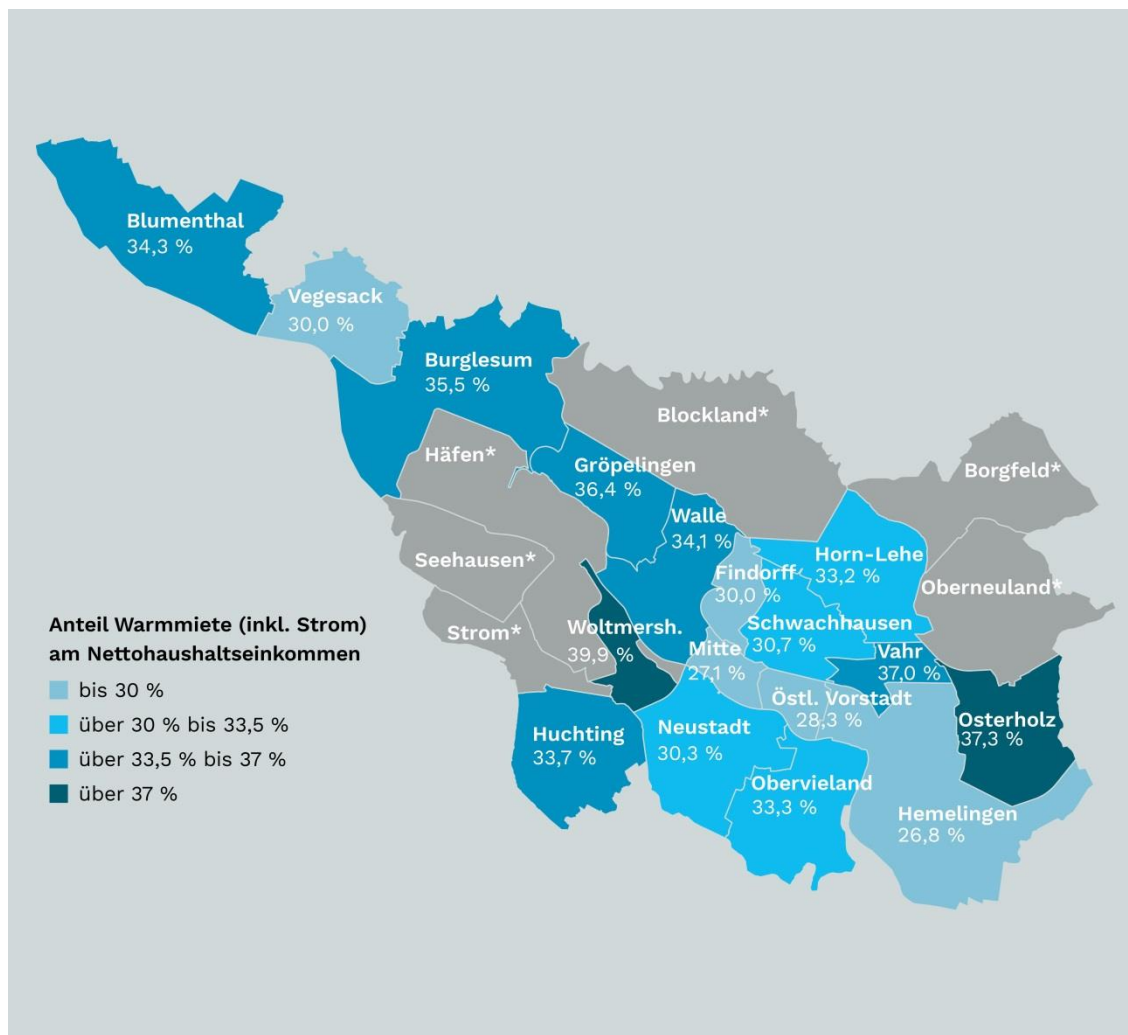 Blumenthal
34,3 %
Vegesack
30,0 %
Burglesum
35,5 %
Blockland*
Häfen*
Gröpelingen
36,4 %
Borgfeld*
Walle
34,1 %
Seehausen*
Horn-Lehe
33,2 %
Findorff
30,0 %
Oberneuland*
Strom*
Woltmersh.
39,9 %
Schwachhausen
30,7 %
Mitte
27,1 %
Vahr
37,0 %
Östl. Vorstadt
28,3 %
Osterholz
37,3 %
Huchting
33,7 %
Neustadt
30,3 %
Obervieland
33,3 %
Hemelingen
26,8 %
Anteil Warmmiete (inkl. Strom)
am Nettohaushaltseinkommen
bis 30 %
über 30 % bis 33,5 %
über 33,5 % bis 37 %
über 37 %